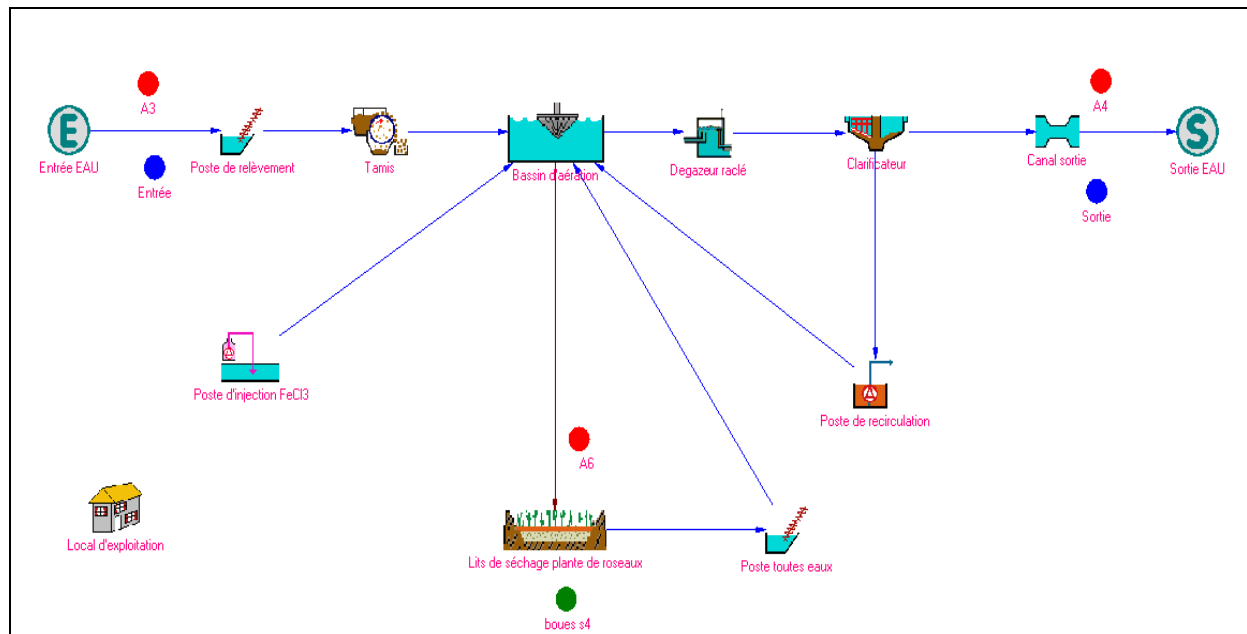 A3
A4
E
S
Entrée EAU
Poste de relèvement
Tamis
Bassin d'aération
Degazeur raclé
Clarificateur
Canal sortie
Sortie EAU
Entrée
Sortie
Poste d'injection FeCl3
Poste de recirculation
A6
Local d'exploitation
Lits de séchage plante de roseaux
Poste toutes eaux
boues s4